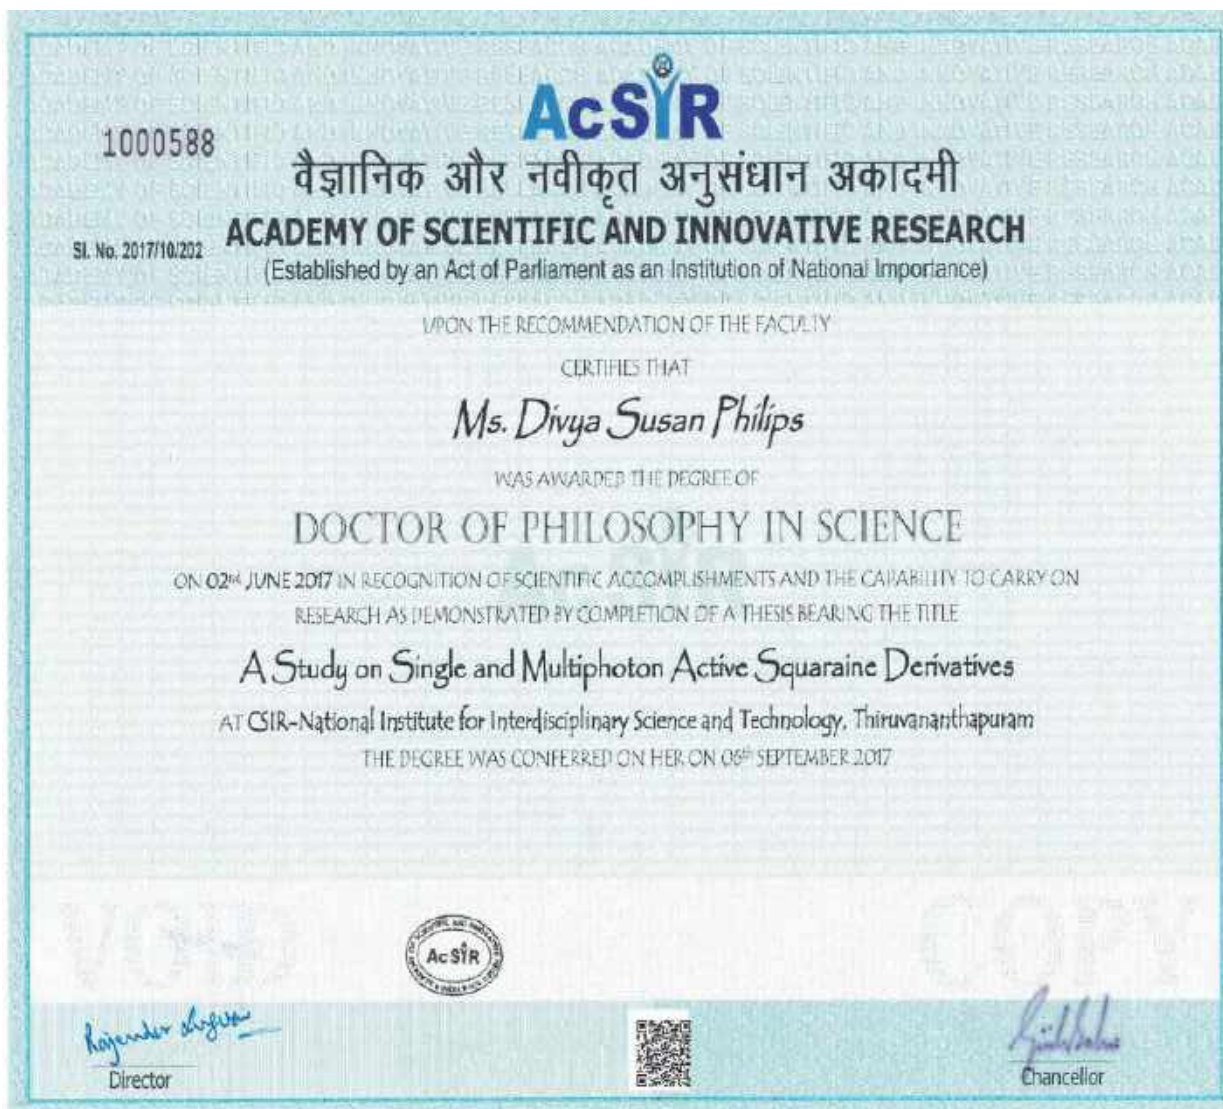 AcSIR
1000588
वैज्ञानिक और नवीकृत अनुसंधान अकादमी
ACADEMY OF SCIENTIFIC AND INNOVATIVE RESEARCH
Sl. No. 2017/10/202
(Established by an Act of Parliament as an Institution of National Importance)
UPON THE RECOMMENDATION OF THE FACULTY
CERTIFIES THAT
Ms. Divya Susan Philips
WAS AWARDED THE DEGREE OF
DOCTOR OF PHILOSOPHY IN SCIENCE
ON 02nd JUNE 2017 IN RECOGNITION OF SCIENTIFIC ACCOMPLISHMENTS AND THE CAPABILITY TO CARRY ON
RESEARCH AS DEMONSTRATED BY COMPLETION OF A THESIS BEARING THE TITLE
A Study on Single and Multiphoton Active Squaraine Derivatives
AT CSIR-National Institute for Interdisciplinary Science and Technology, Thiruvananthapuram
THE DEGREE WAS CONFERRED ON HER ON SEPTEMBER 2017
VOID
COPY
AcSIR
Rajender
Director
Chancellor